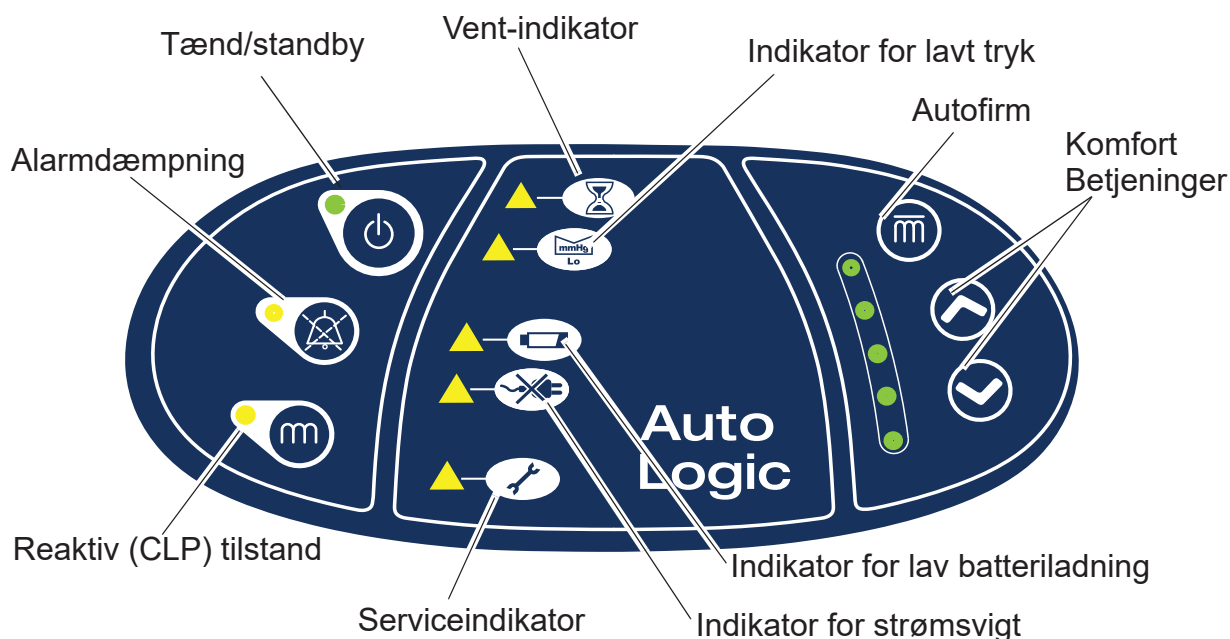 Vent-indikator
Tænd/standby
Indikator for lavt tryk
Autofirm
Alarmdæmpning
Komfort
Betjeninger
mmHg
Lo
Auto
Logic
Reaktiv (CLP) tilstand
Indikator for lav batteriladning
Serviceindikator
Indikator for strømsvigt